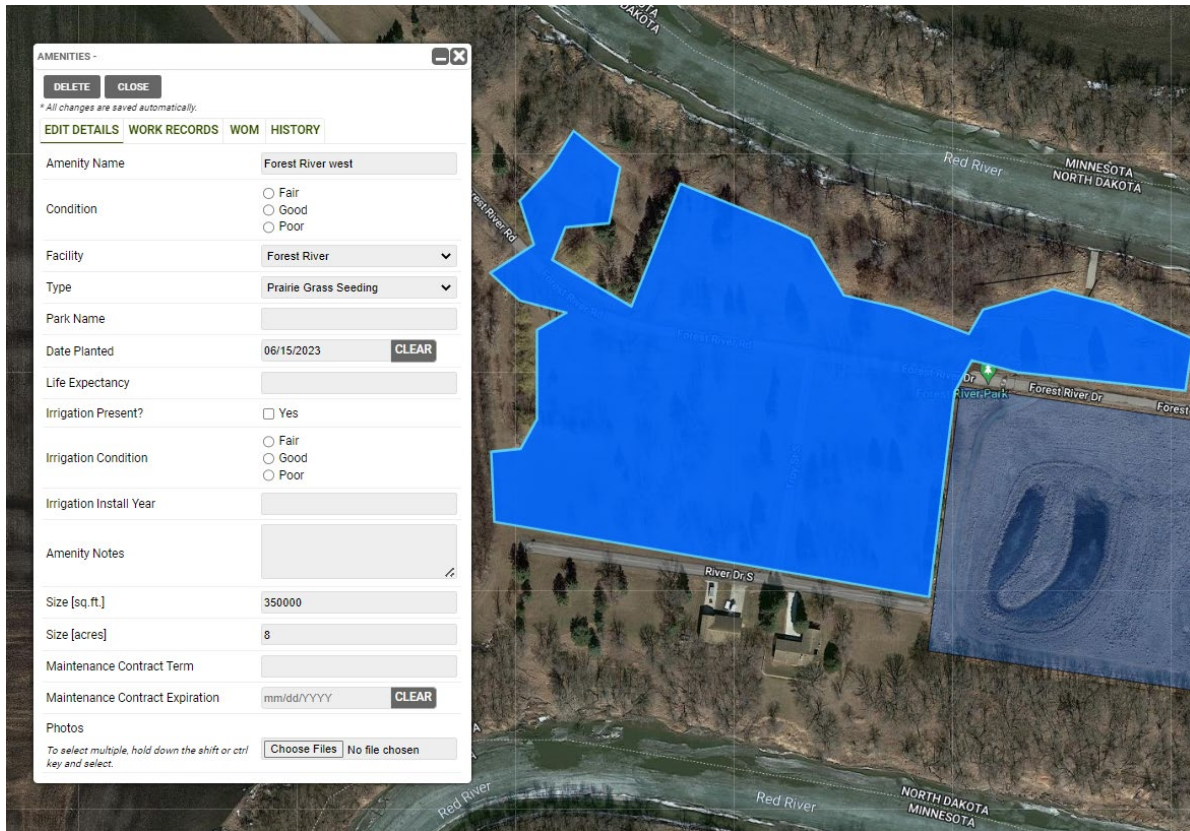 AMENITIES -
DELETE CLOSE
* All changes are saved automatically.
EDIT DETAILS WORK RECORDS WOM HISTORY
Amenity Name Forest River west
Condition
Fair
Good
Poor
Facility Forest River
Type Prairie Grass Seeding
Park Name
Date Planted 06/15/2023 CLEAR
Life Expectancy
Irrigation Present? Yes
Irrigation Condition
Fair
Good
Poor
Irrigation Install Year
Amenity Notes
Size [sq.ft.] 350000
Size [acres] 8
Maintenance Contract Term
Maintenance Contract Expiration mm/dd/YYYY CLEAR
Photos
To select multiple, hold down the shift or ctrl
key and select.
Choose Files No file chosen
DAKOTA
Red River
MINNESOTA
NORTH DAKOTA
River Rd
Forest River Rd
Forest River Rd
Forest River Dr
Forest River Park
Forest River Dr
Forest
River Dr S
Red River
Red River
NORTH DAKOTA
MINNESOTA